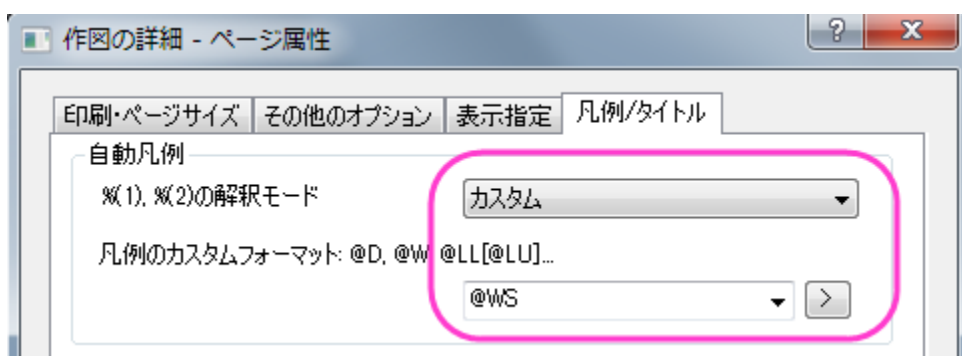 作図の詳細 - ページ属性
印刷・ページサイズ その他のオプション 表示指定 凡例/タイトル
自動凡例
%(1), %(2)の解釈モード カスタム
凡例のカスタムフォーマット: @D, @W, @LL[@LU]...
@WS >